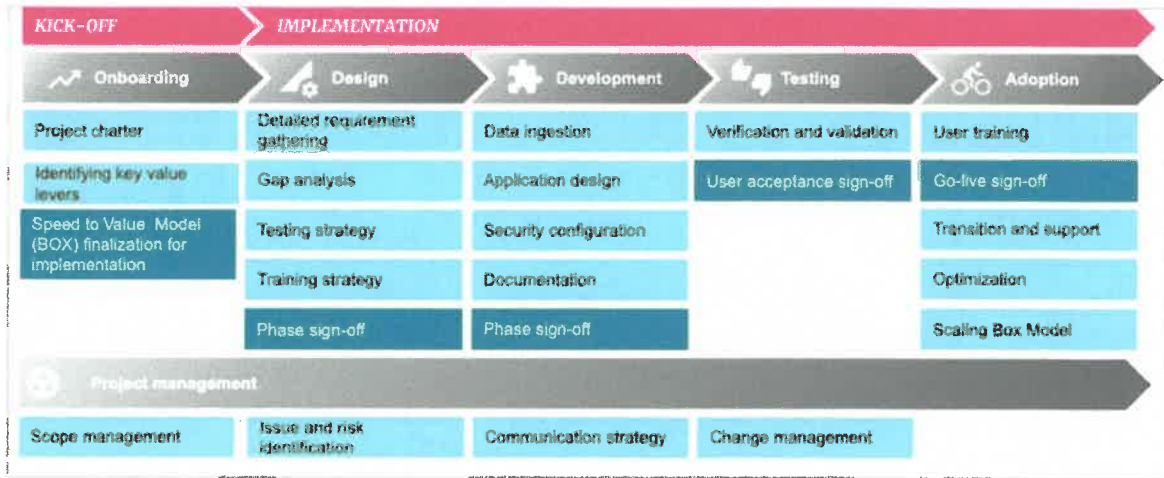 KICK-OFF
IMPLEMENTATION
Onboarding
Design
Development
Testing
Adoption
Project charter
Identifying key value
levers
Speed to Value Model
(BOX) finalization for
implementation
Detailed requirement
gathering
Gap analysis
Testing strategy
Training strategy
Phase sign-off
Data ingestion
Application design
Security configuration
Documentation
Phase sign-off
Verification and validation
User acceptance sign-off
User training
Go-live sign-off
Transition and support
Optimization
Scaling Box Model
Project management
Scope management
Issue and risk
identification
Communication strategy
Change management